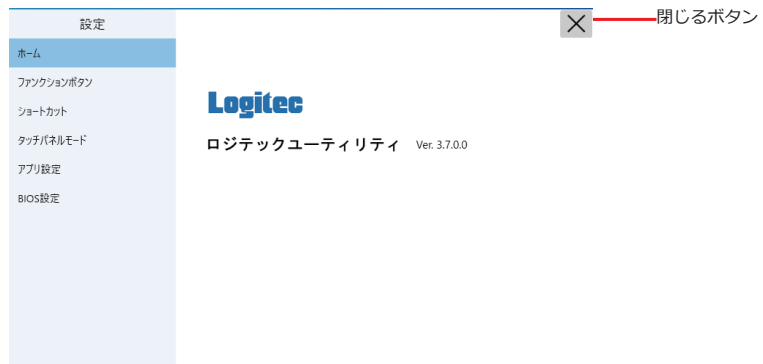 設定
閉じるボタン
ホーム
ファンクションボタン
ショートカット
タッチパネルモード
アプリ設定
BIOS設定
Logitec
ロジテックユーティリティ Ver. 3.7.0.0